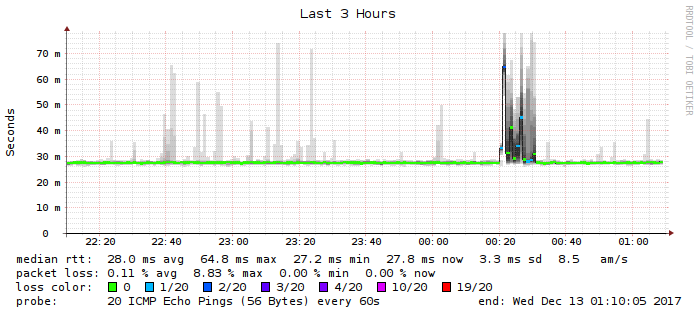 Last 3 Hours
RRDTOOL / TOBI OETIKER
Seconds
70 m
60 m
50 m
40 m
30 m
20 m
10 m
0
22:20 22:40 23:00 23:20 23:40 00:00 00:20 00:40 01:00
median rtt: 28.0 ms avg 64.8 ms max 27.2 ms min 27.8 ms now 3.3 ms sd 8.5 am/s
packet loss: 0.11 % avg 8.83 % max 0.00 % min 0.00 % now
loss color: 0 1/20 2/20 3/20 4/20 10/20 19/20
probe: 20 ICMP Echo Pings (56 Bytes) every 60s end: Wed Dec 13 01:10:05 2017